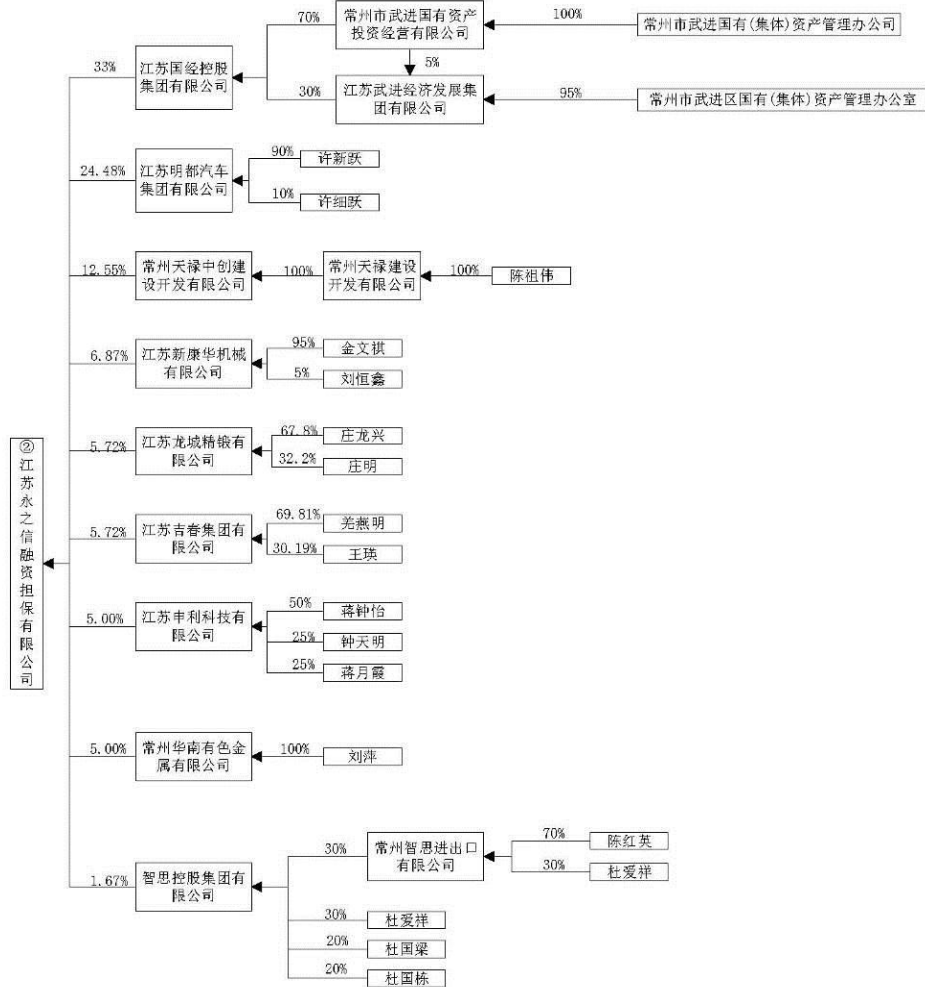 ②江苏永之信融资担保有限公司
33%
江苏国经控股
集团有限公司
70%
常州市武进国有资产
投资经营有限公司
100%
常州市武进国有(集体)资产管理办公司
5%
30%
江苏武进经济发展集
团有限公司
95%
常州市武进区国有(集体)资产管理办公室
24.48%
江苏明都汽车
集团有限公司
90%
许新跃
10%
许细跃
12.55%
常州天禄中创建
设开发有限公司
100%
常州天禄建设
开发有限公司
100%
陈祖伟
6.87%
江苏新康华机械
有限公司
95%
金文祺
5%
刘恒鑫
5.72%
江苏龙城精锻有
限公司
67.8%
庄龙兴
32.2%
庄明
5.72%
江苏吉春集团有
限公司
69.81%
羌燕明
30.19%
王瑛
5.00%
江苏申利科技有
限公司
50%
蒋钟怡
25%
钟天明
25%
蒋月霞
5.00%
常州华南有色金
属有限公司
100%
刘萍
1.67%
智思控股集团有
限公司
30%
常州智思进出口
有限公司
70%
陈红英
30%
杜爱祥
30%
杜爱祥
20%
杜国梁
20%
杜国栋